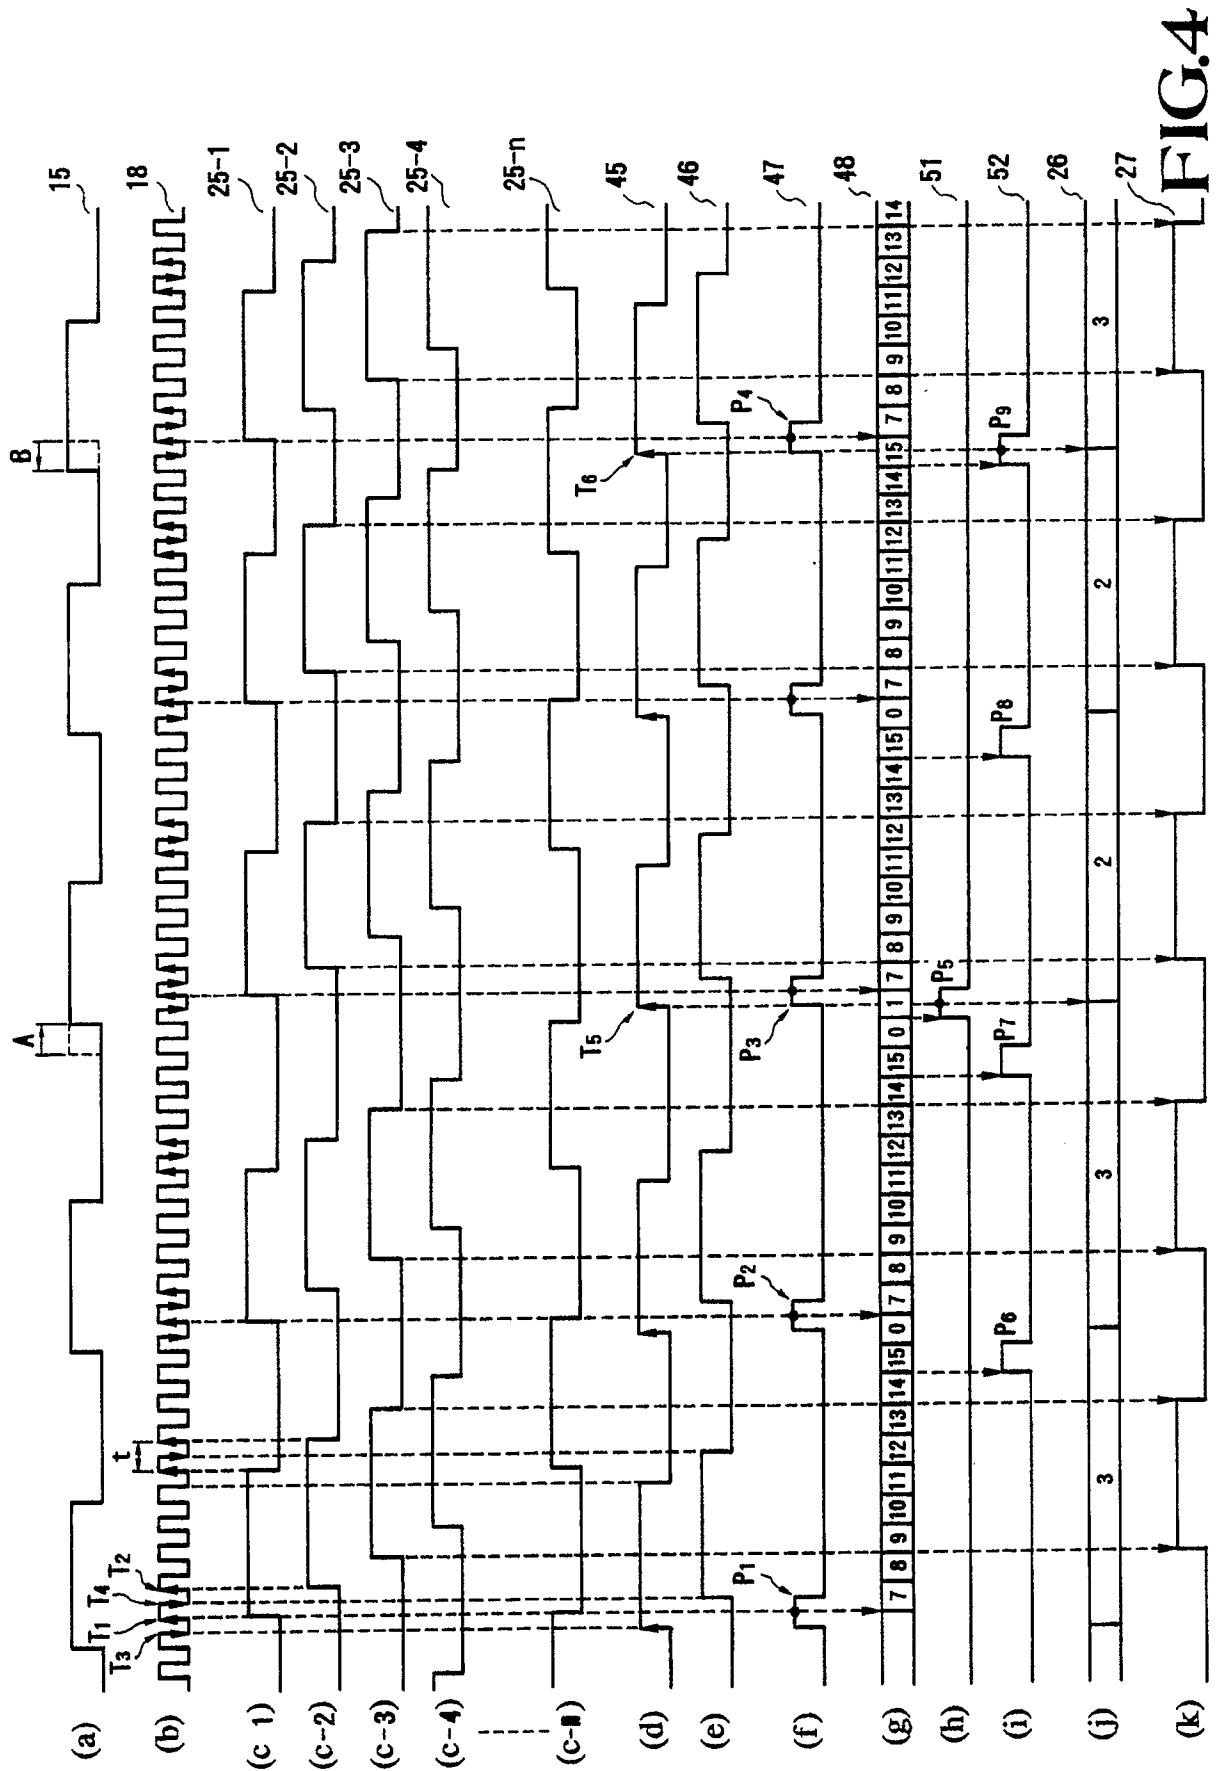 A B
(a) 15
T3 T1 T4 T2 t
(b) 18
(c 1) 25-1
(c-2) 25-2
(c-3) 25-3
(c-4) 25-4
(c-n) 25-n
T5 T6
(d) 45
(e) 46
P1 P2 P3 P4
(f) 47
(g) 7 8 9 10 11 12 13 14 15 0 7 8 9 10 11 12 13 14 15 0 1 7 8 9 10 11 12 13 14 15 0 7 8 9 10 11 12 13 14 15 7 8 9 10 11 12 13 14 48
(h) P5 51
(i) P6 P7 P8 P9 52
(j) 3 3 2 2 3 26
(k) 27
FIG.4